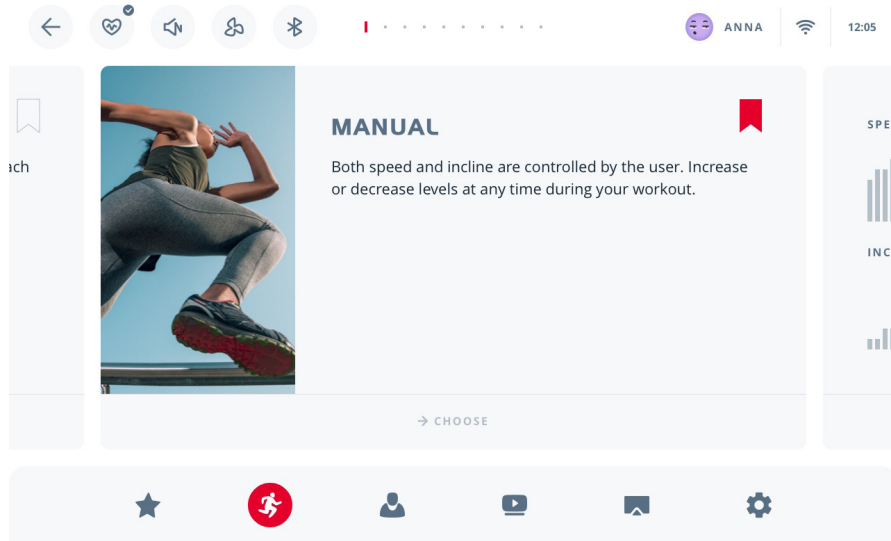 ANNA
12:05
ach
MANUAL
Both speed and incline are controlled by the user. Increase
or decrease levels at any time during your workout.
SPE
INC
→ CHOOSE